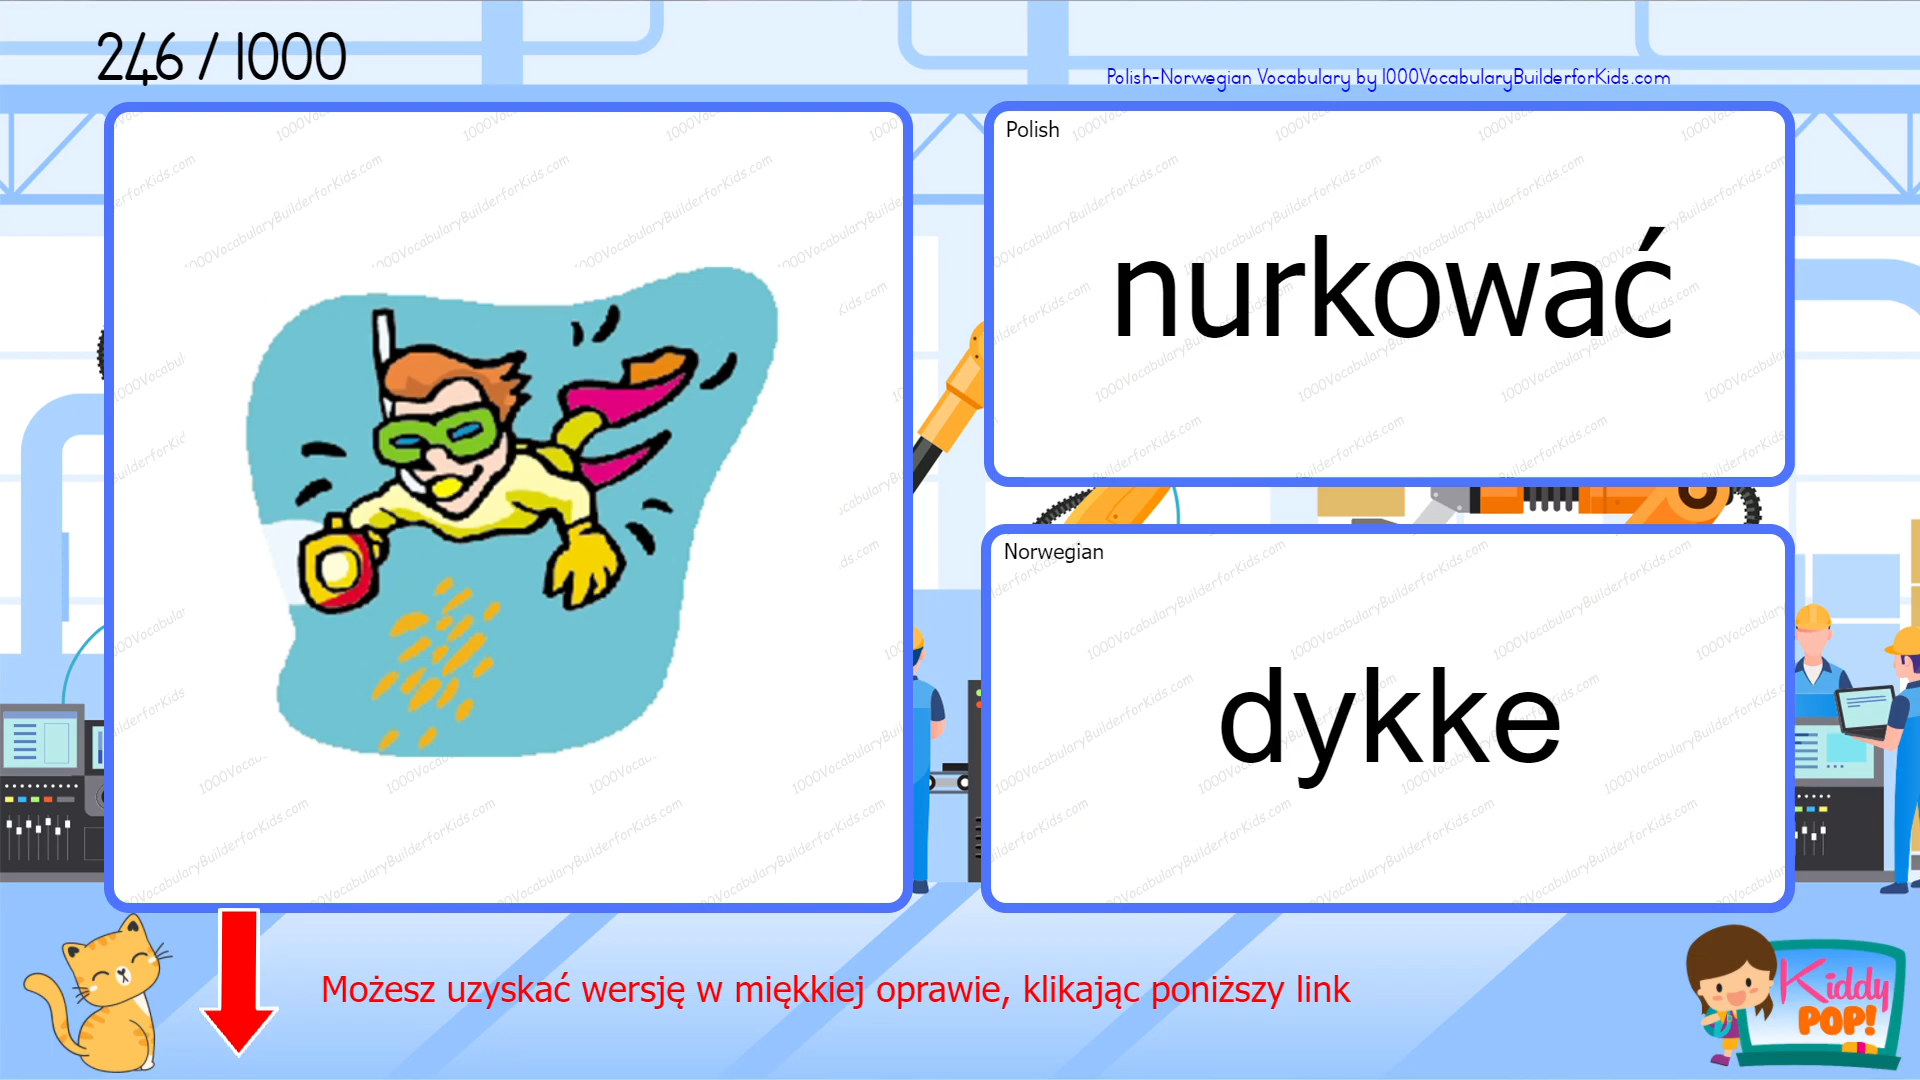 246 / 1000
Polish-Norwegian Vocabulary by 1000VocabularyBuilderforKids.com
Polish
nurkować
Norwegian
dykke
Możesz uzyskać wersję w miękkiej oprawie, klikając poniższy link
Kiddy
POP!